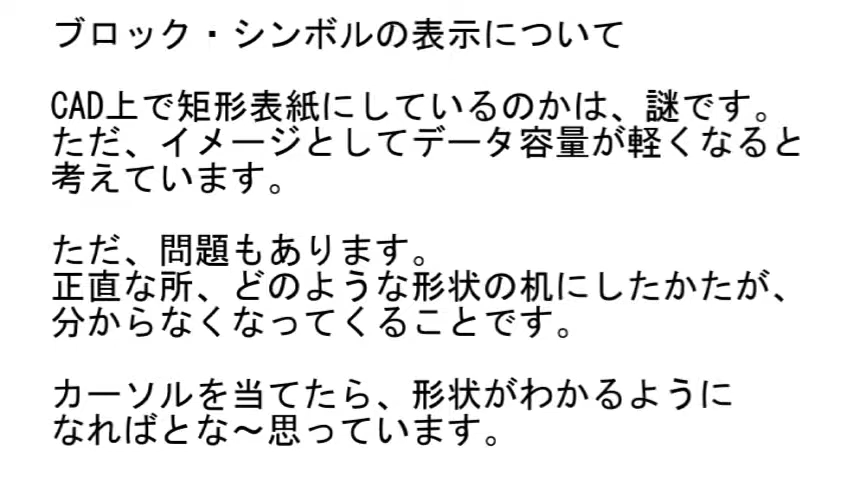 ブロック・シンボルの表示について
CAD上で矩形表紙にしているのかは、謎です。
ただ、イメージとしてデータ容量が軽くなると
考えています。
ただ、問題もあります。
正直な所、どのような形状の机にしたかたが、
分からなくなってくることです。
カーソルを当てたら、形状がわかるように
なればとな～思っています。